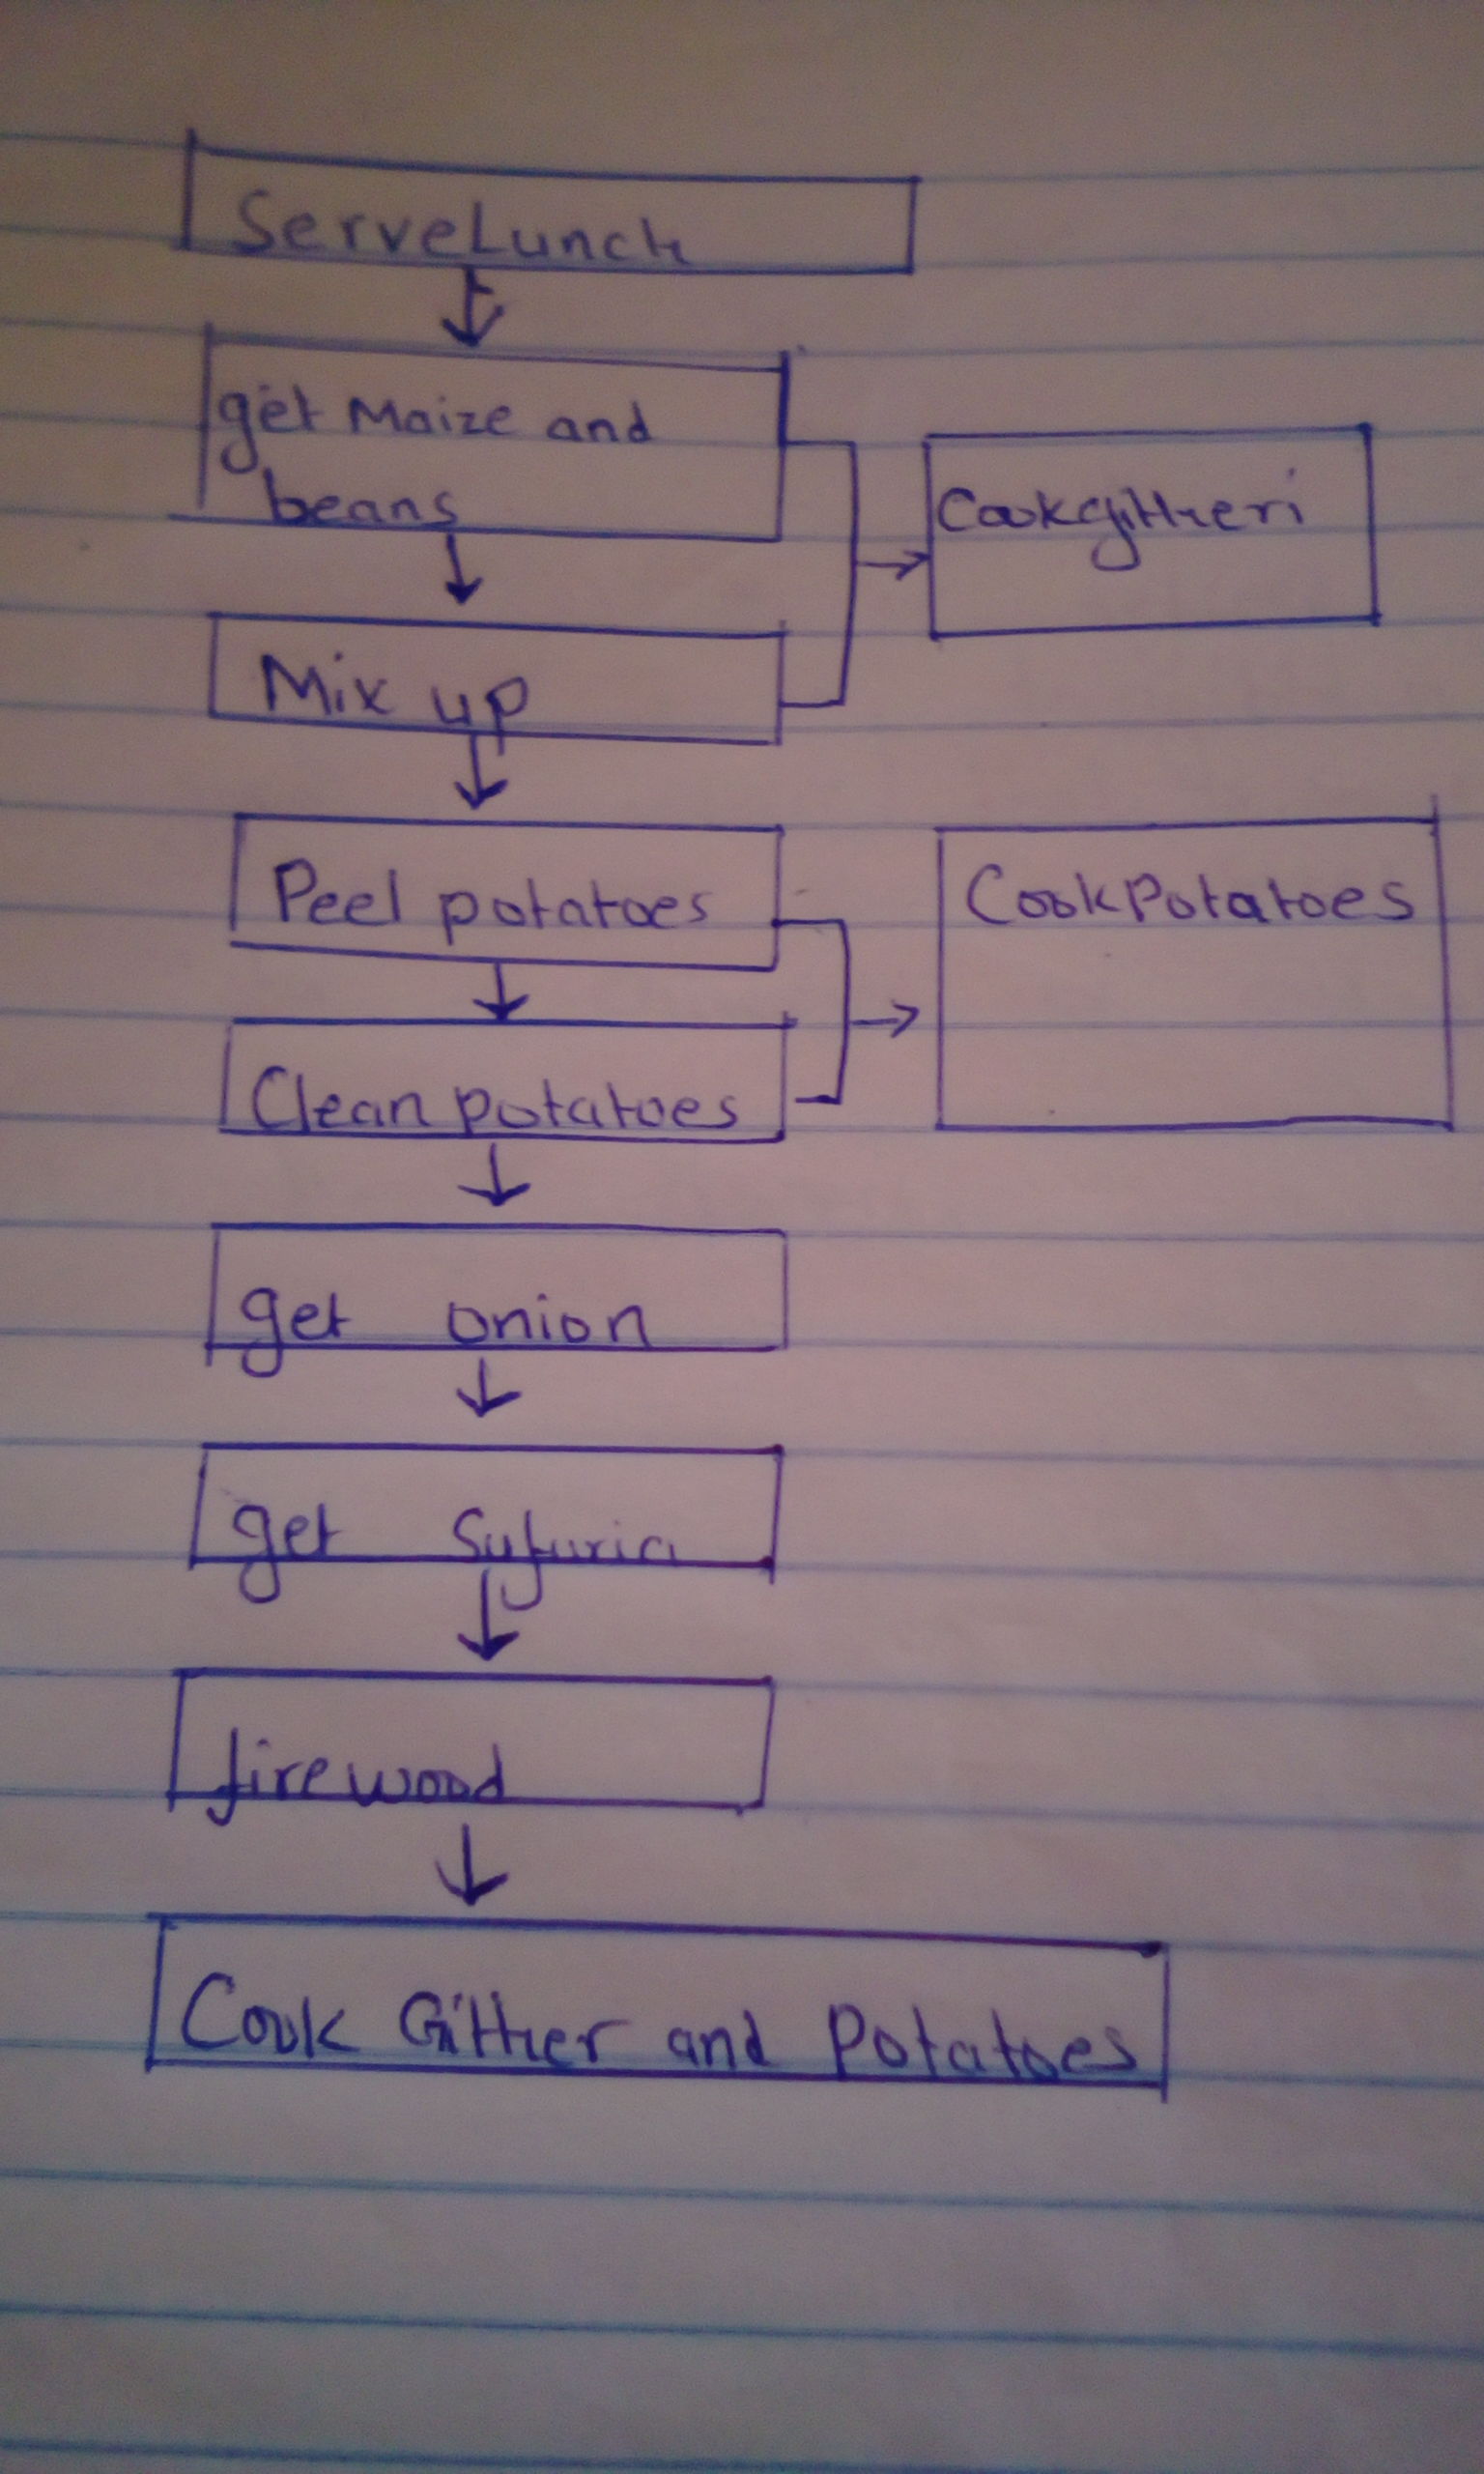 ServeLunch
get Maize and
beans
Cookgittheri
Mix up
Peel potatoes
CookPotatoes
Clean potatoes
get onion
get Sufuria
firewood
Cook Gither and Potatoes